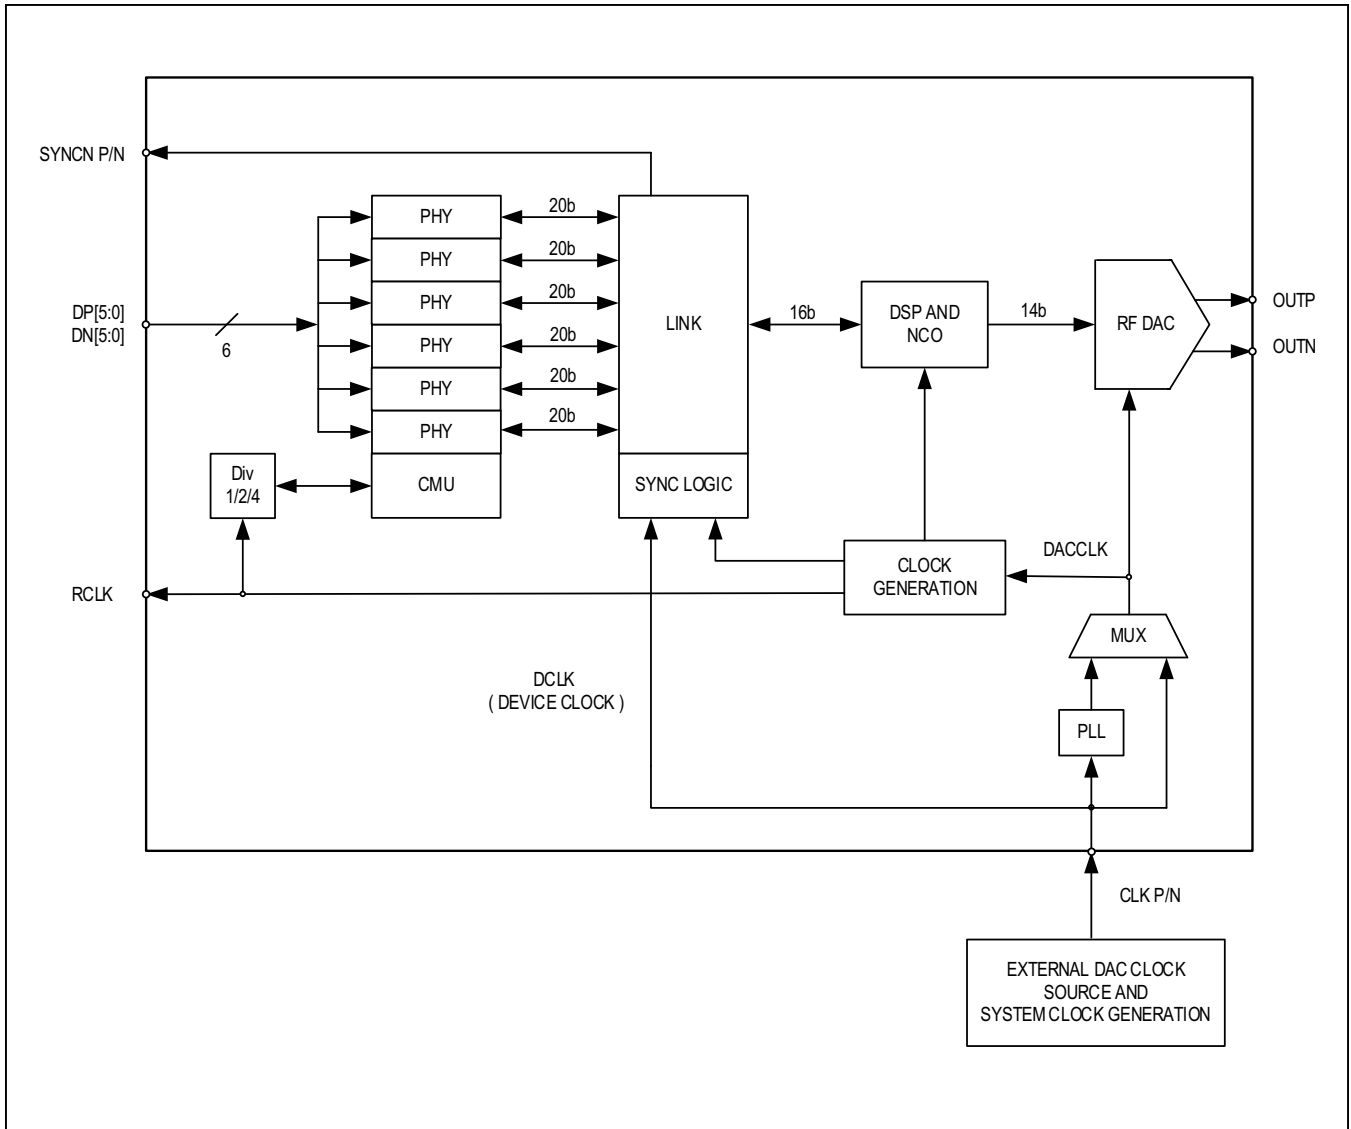 SYNCN P/N
PHY
20b
PHY
20b
PHY
20b
PHY
20b
PHY
20b
PHY
20b
DP[5:0]
DN[5:0]
6
LINK
16b
DSP AND
NCO
14b
RF DAC
OUTP
OUTN
Div
1/2/4
CMU
SYNC LOGIC
RCLK
CLOCK
GENERATION
DACCLK
MUX
DCLK
( DEVICE CLOCK )
PLL
CLK P/N
EXTERNAL DAC CLOCK
SOURCE AND
SYSTEM CLOCK GENERATION